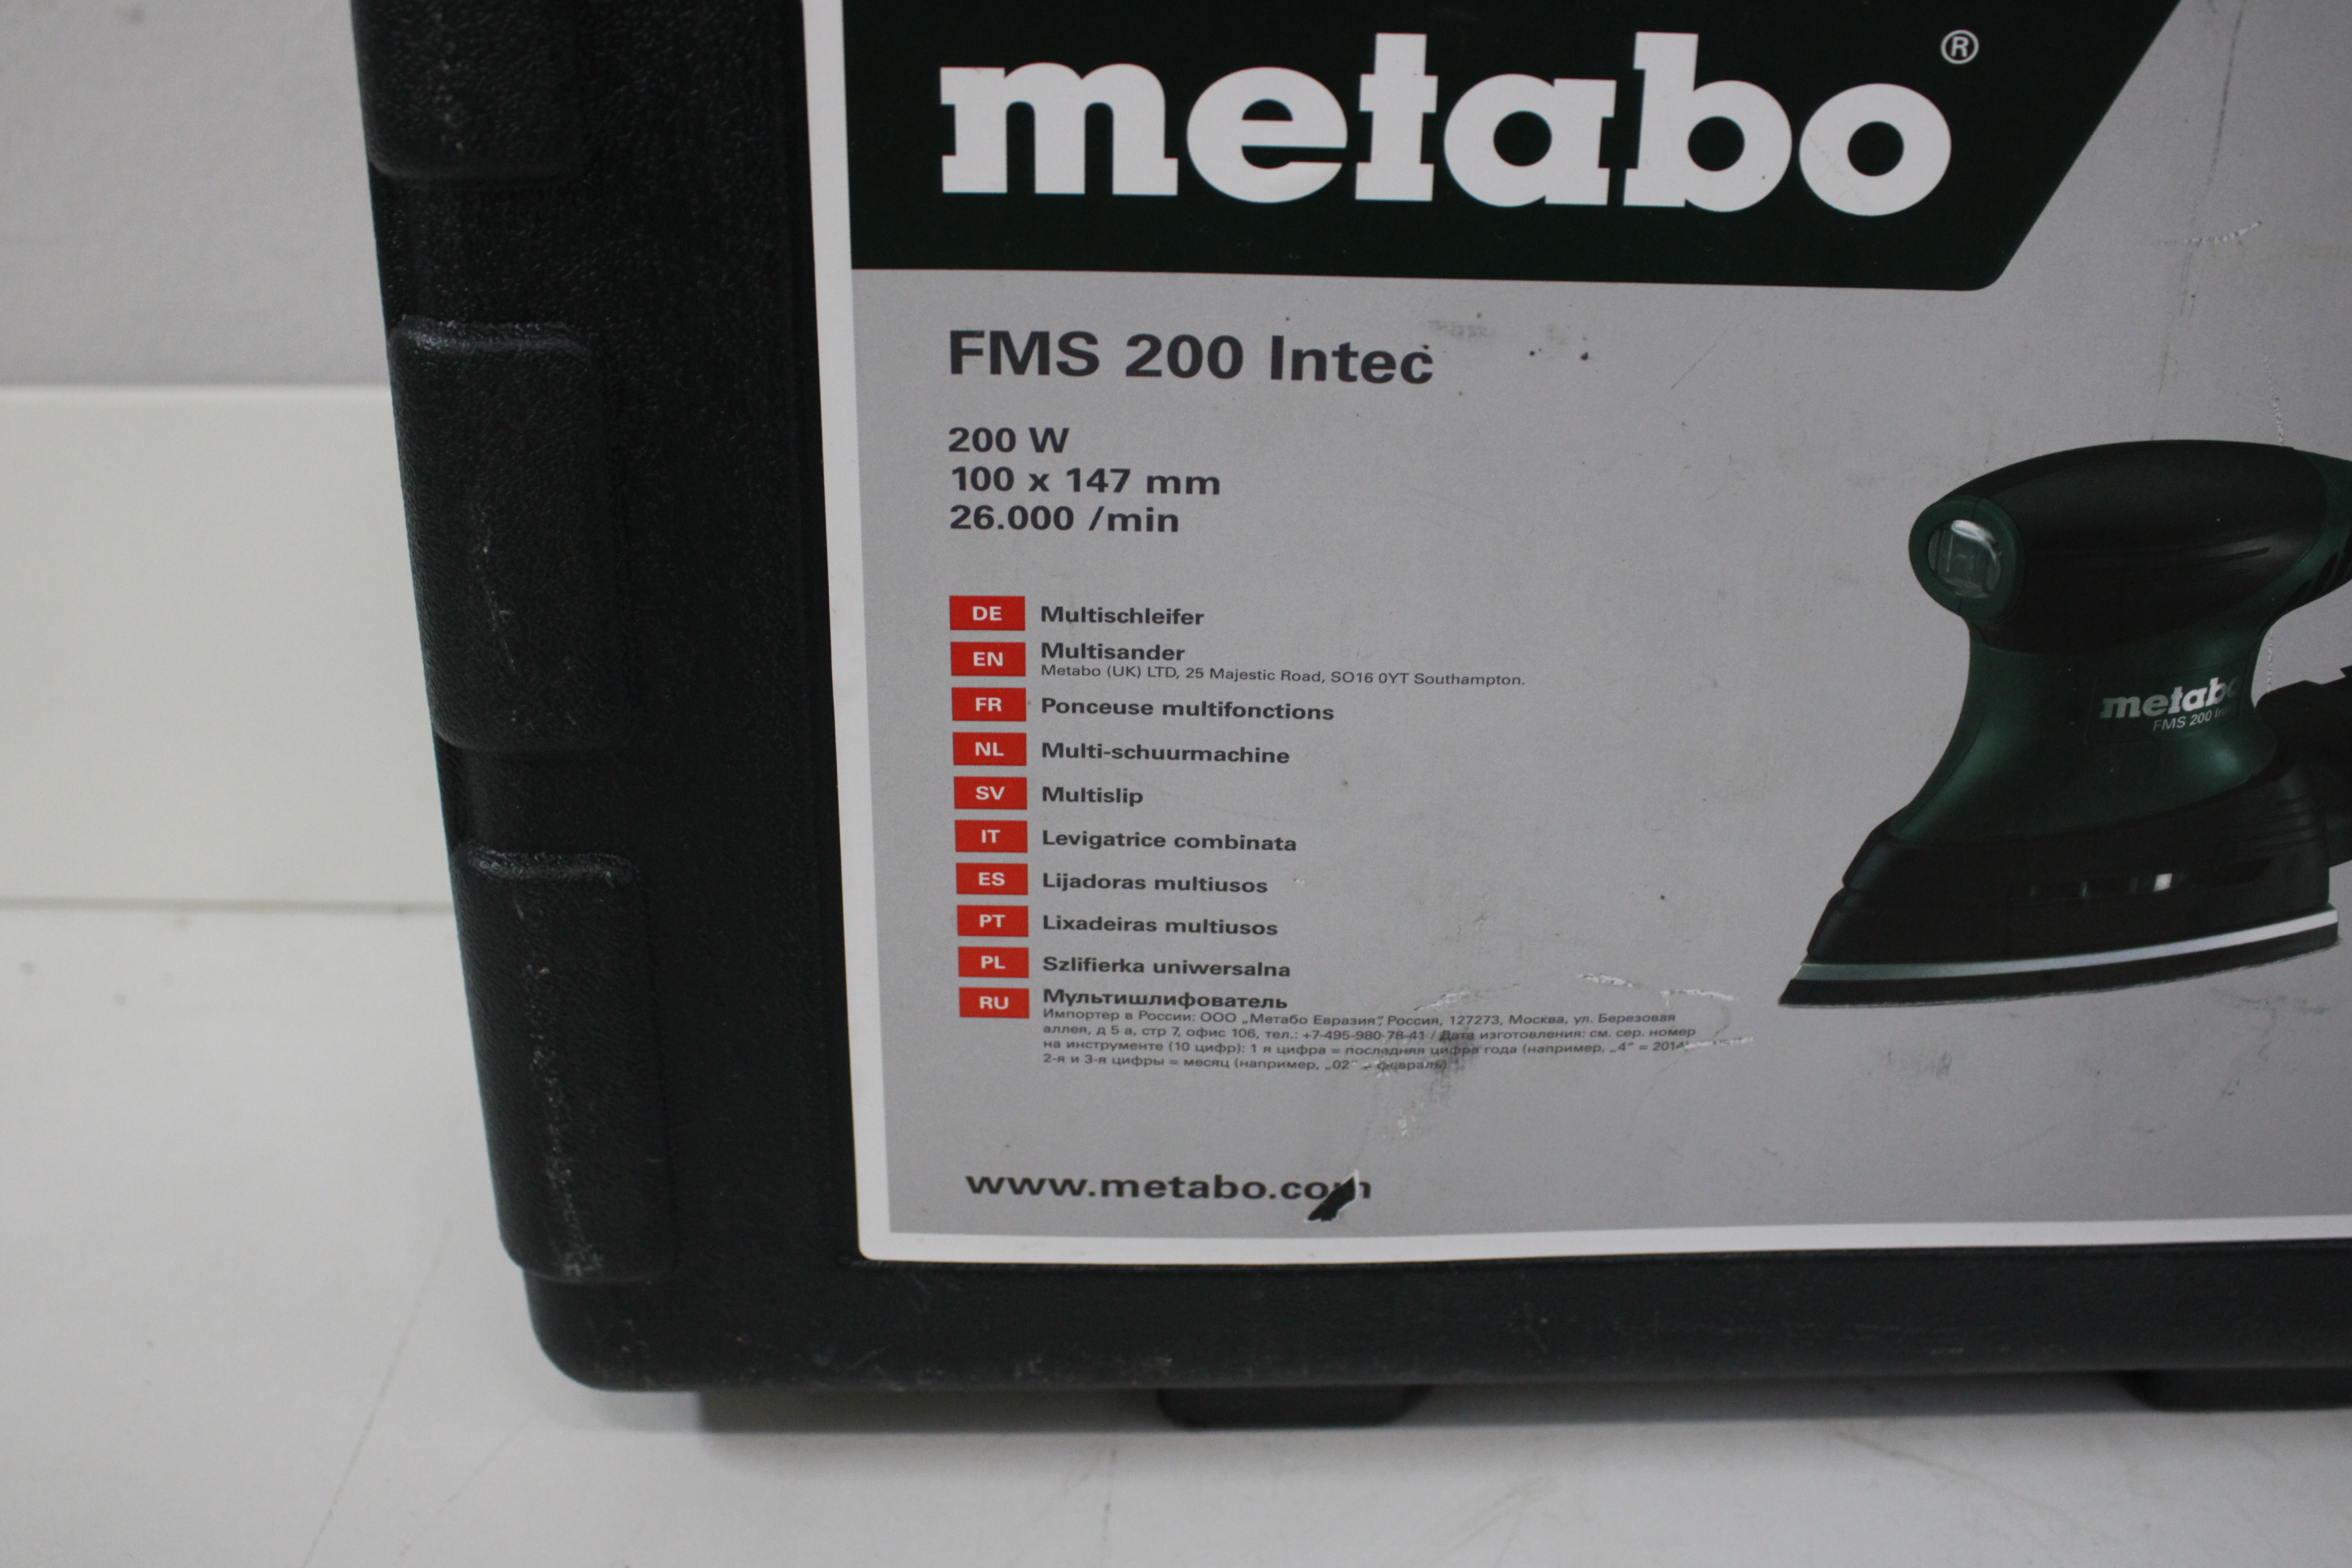 metabo®
FMS 200 Intec
200 W
100 x 147 mm
26.000 /min
DE Multischleifer
EN Multisander
Metabo (UK) LTD, 25 Majestic Road, SO16 0YT Southampton.
FR Ponceuse multifonctions
NL Multi-schuurmachine
SV Multislip
IT Levigatrice combinata
ES Lijadoras multiusos
PT Lixadeiras multiusos
PL Szlifierka uniwersalna
RU Мультишлифователь
Импортер в России: ООО „Метабо Евразия", Россия, 127273, Москва, ул. Березовая
аллея, д 5 а, стр 7, офис 106, тел.: +7-495-980-78-41 / Дата изготовления: см. сер. номер
на инструменте (10 цифр): 1 я цифра = последняя цифра года (например, „4" = 2014)
2-я и 3-я цифры = месяц (например, „02" = февраль)
www.metabo.com
metabo
FMS 200